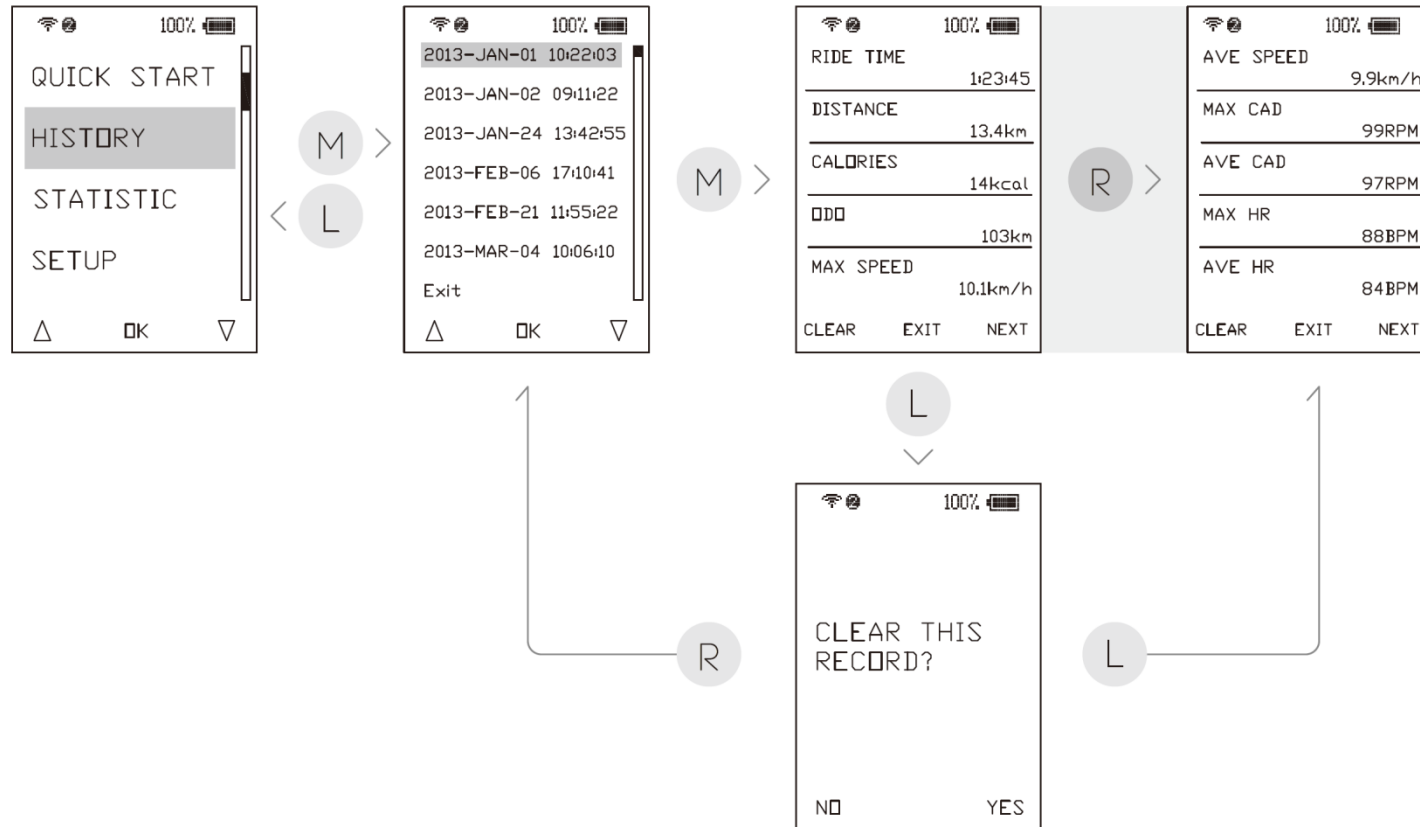 100%
QUICK START
HISTORY
STATISTIC
SETUP
OK
M
L
100%
2013-JAN-01 10:22:03
2013-JAN-02 09:11:22
2013-JAN-24 13:42:55
2013-FEB-06 17:10:41
2013-FEB-21 11:55:22
2013-MAR-04 10:06:10
Exit
OK
M
100%
RIDE TIME
1:23:45
DISTANCE
13.4km
CALORIES
14kcal
ODO
103km
MAX SPEED
10.1km/h
CLEAR EXIT NEXT
R
100%
AVE SPEED
9.9km/h
MAX CAD
99RPM
AVE CAD
97RPM
MAX HR
88BPM
AVE HR
84BPM
CLEAR EXIT NEXT
L
100%
CLEAR THIS
RECORD?
NO YES
R
L